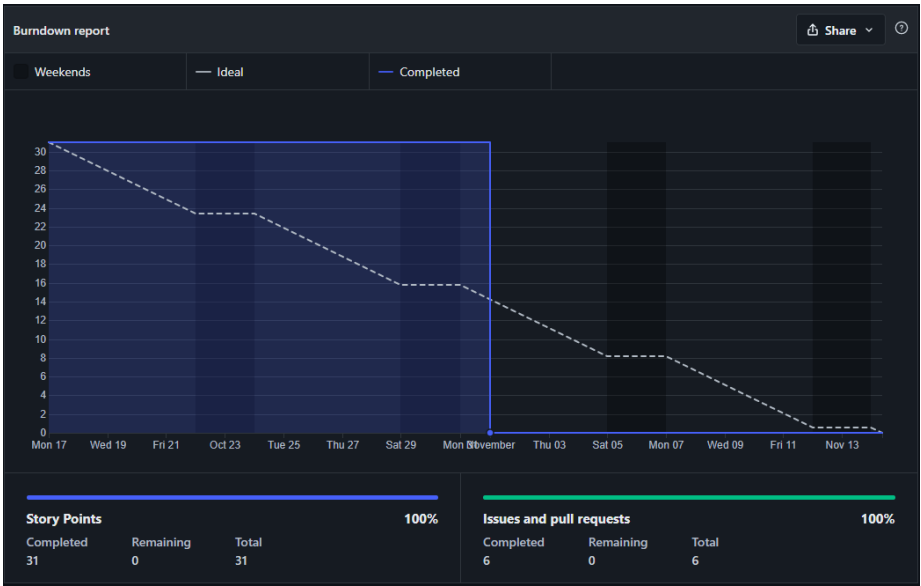 Burndown report
Share
Weekends
Ideal
Completed
30
28
26
24
22
20
18
16
14
12
10
8
6
4
2
0
Mon 17 Wed 19 Fri 21 Oct 23 Tue 25 Thu 27 Sat 29 Mon 31 November Thu 03 Sat 05 Mon 07 Wed 09 Fri 11 Nov 13
Story Points 100%
Completed Remaining Total
31 0 31
Issues and pull requests 100%
Completed Remaining Total
6 0 6